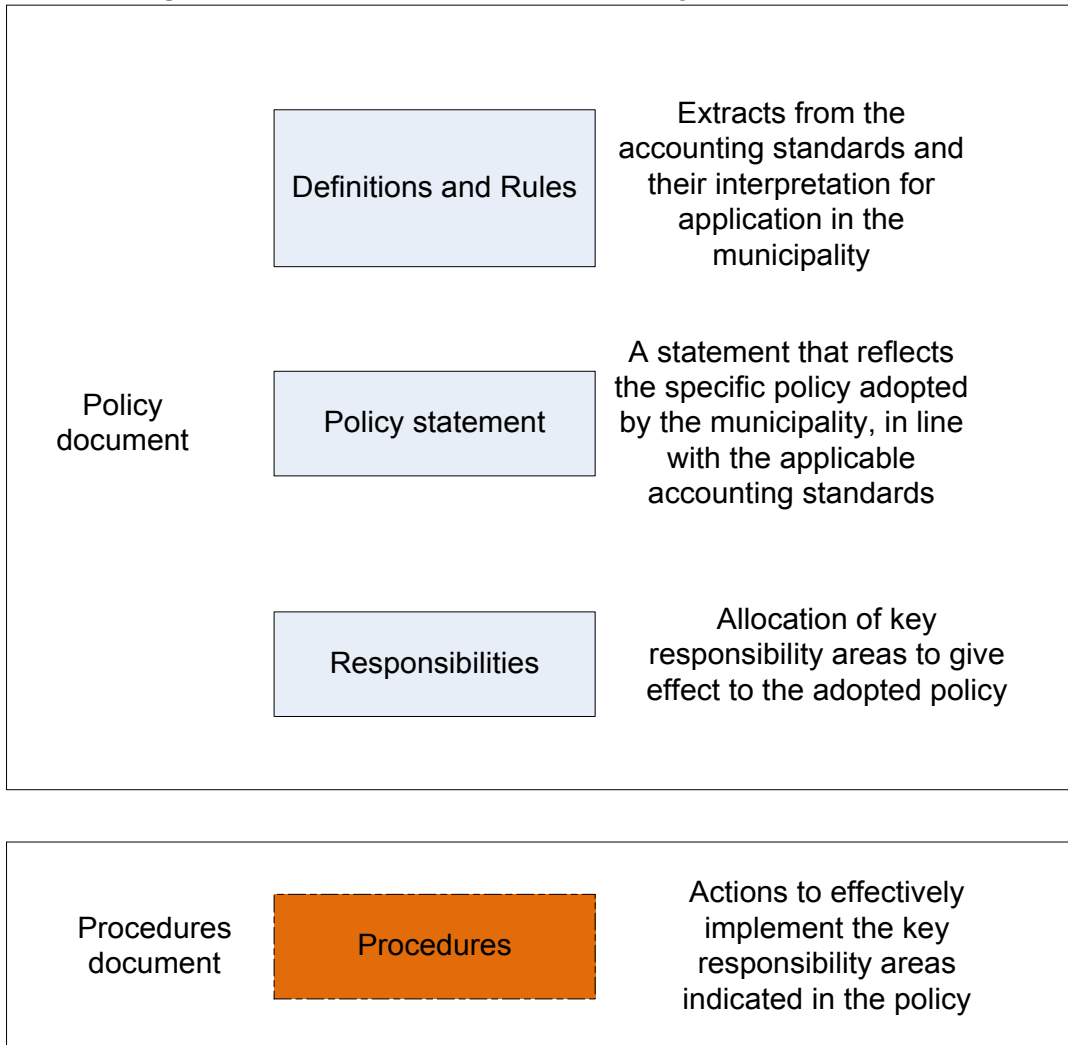 Definitions and Rules
Extracts from the
accounting standards and
their interpretation for
application in the
municipality
Policy
document
Policy statement
A statement that reflects
the specific policy adopted
by the municipality, in line
with the applicable
accounting standards
Responsibilities
Allocation of key
responsibility areas to give
effect to the adopted policy
Procedures
document
Procedures
Actions to effectively
implement the key
responsibility areas
indicated in the policy